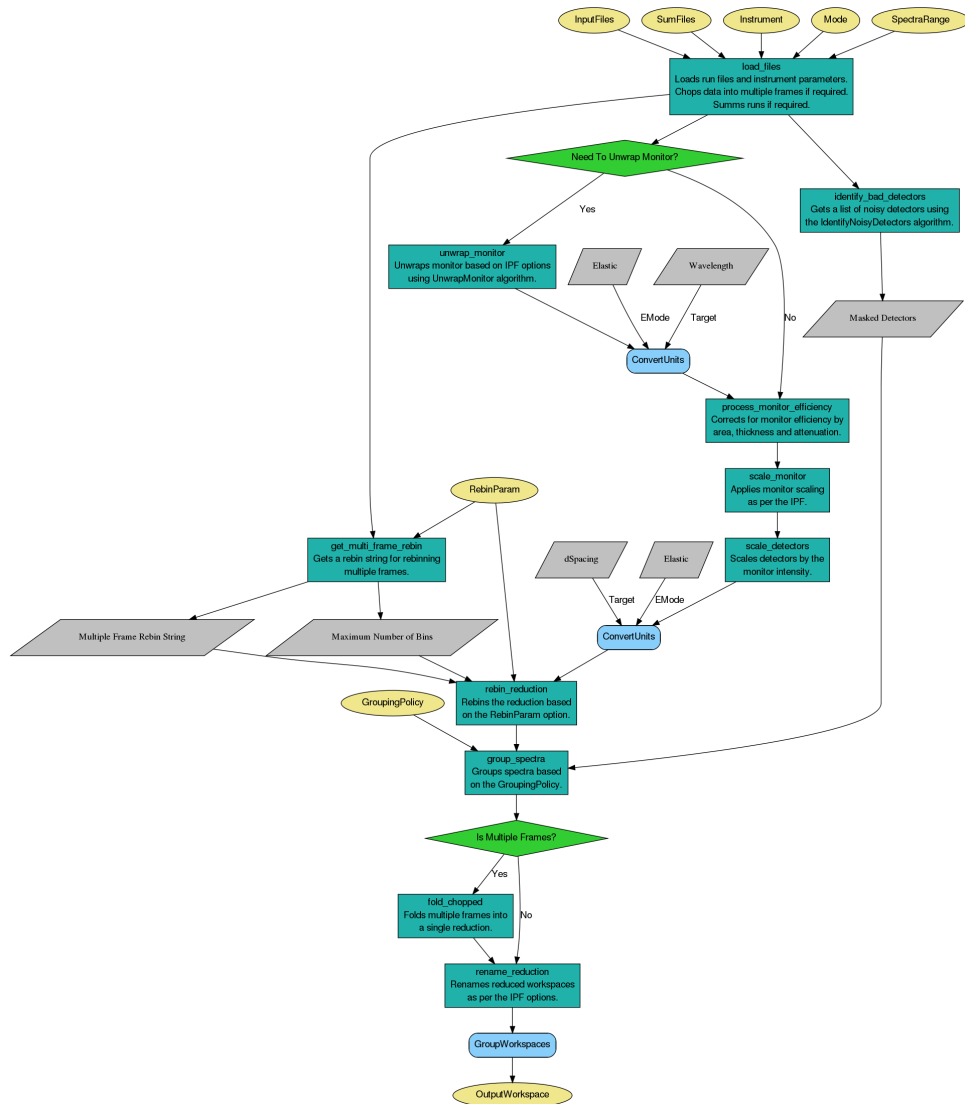 InputFiles
SumFiles
Instrument
Mode
SpectraRange
load_files
Loads run files and instrument parameters.
Chops data into multiple frames if required.
Summs runs if required.
Need To Unwrap Monitor?
identify_bad_detectors
Gets a list of noisy detectors using
the IdentifyNoisyDetectors algorithm.
Yes
unwrap_monitor
Unwraps monitor based on IPF options
using UnwrapMonitor algorithm.
Elastic
Wavelength
EMode
Target
No
Masked Detectors
ConvertUnits
process_monitor_efficiency
Corrects for monitor efficiency by
area, thickness and attenuation.
scale_monitor
Applies monitor scaling
as per the IPF.
RebinParam
get_multi_frame_rebin
Gets a rebin string for rebinning
multiple frames.
dSpacing
Elastic
scale_detectors
Scales detectors by the
monitor intensity.
Target
EMode
Multiple Frame Rebin String
Maximum Number of Bins
ConvertUnits
GroupingPolicy
rebin_reduction
Rebins the reduction based
on the RebinParam option.
group_spectra
Groups spectra based
on the GroupingPolicy.
Is Multiple Frames?
Yes
fold_chopped
Folds multiple frames into
a single reduction.
No
rename_reduction
Renames reduced workspaces
as per the IPF options.
GroupWorkspaces
OutputWorkspace